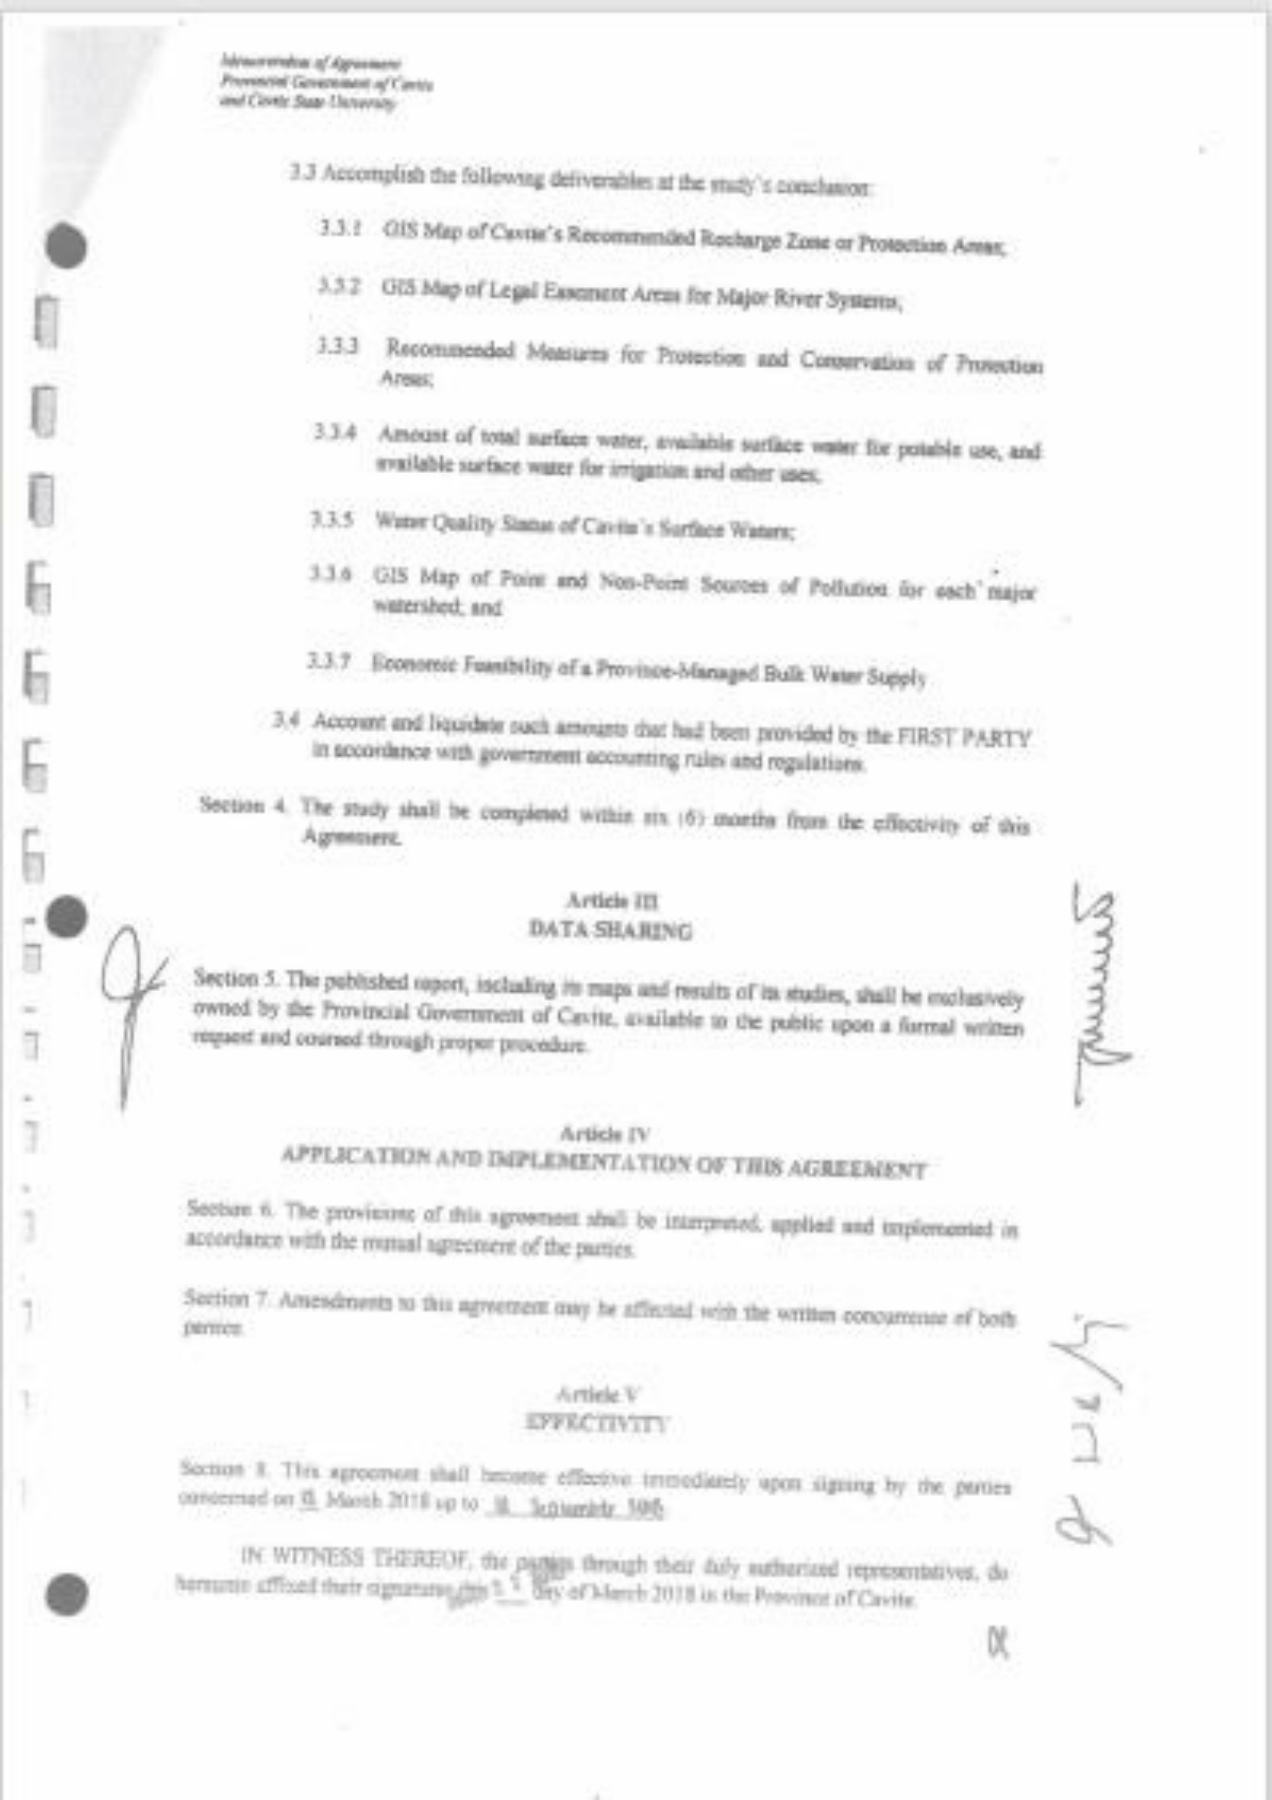 Memorandum of Agreement
Provincial Government of Cavite
and Cavite State University
3.3 Accomplish the following deliverables at the study's conclusion:
3.3.1 GIS Map of Cavite's Recommended Recharge Zone or Protection Areas;
3.3.2 GIS Map of Legal Easement Areas for Major River Systems;
3.3.3 Recommended Measures for Protection and Conservation of Protection
Areas;
3.3.4 Amount of total surface water, available surface water for potable use, and
available surface water for irrigation and other uses;
3.3.5 Water Quality Status of Cavite's Surface Waters;
3.3.6 GIS Map of Point and Non-Point Sources of Pollution for each major
watershed; and
3.3.7 Economic Feasibility of a Province-Managed Bulk Water Supply
3.4 Account and liquidate such amounts that had been provided by the FIRST PARTY
in accordance with government accounting rules and regulations.
Section 4. The study shall be completed within six (6) months from the effectivity of this
Agreement.
Article III
DATA SHARING
Section 5. The published report, including its maps and results of its studies, shall be exclusively
owned by the Provincial Government of Cavite, available to the public upon a formal written
request and coursed through proper procedure.
Article IV
APPLICATION AND IMPLEMENTATION OF THIS AGREEMENT
Section 6. The provisions of this agreement shall be interpreted, applied and implemented in
accordance with the mutual agreement of the parties.
Section 7. Amendments to this agreement may be affected with the written concurrence of both
parties.
Article V
EFFECTIVITY
Section 8. This agreement shall become effective immediately upon signing by the parties
concerned on March 2018 up to September
IN WITNESS THEREOF, the parties through their duly authorized representatives, do
hereunto affixed their signatures this day of March 2018 in the Province of Cavite.